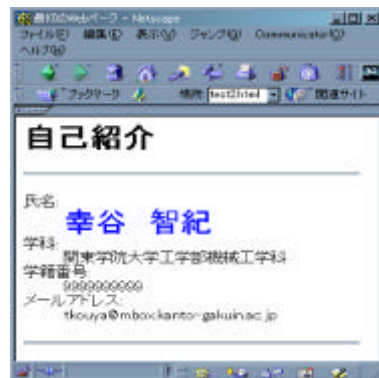 最初のWebページ - Netscape
ファイル(F) 編集(E) 表示(V) ジャンプ(G) Communicator(C)
ヘルプ(H)
ブックマーク 場所: test2.html 関連サイト
自己紹介
氏名:
幸谷 智紀
学科:
関東学院大学工学部機械工学科
学籍番号:
9999999999
メールアドレス:
tkouya@mbox.kanto-gakuin.ac.jp